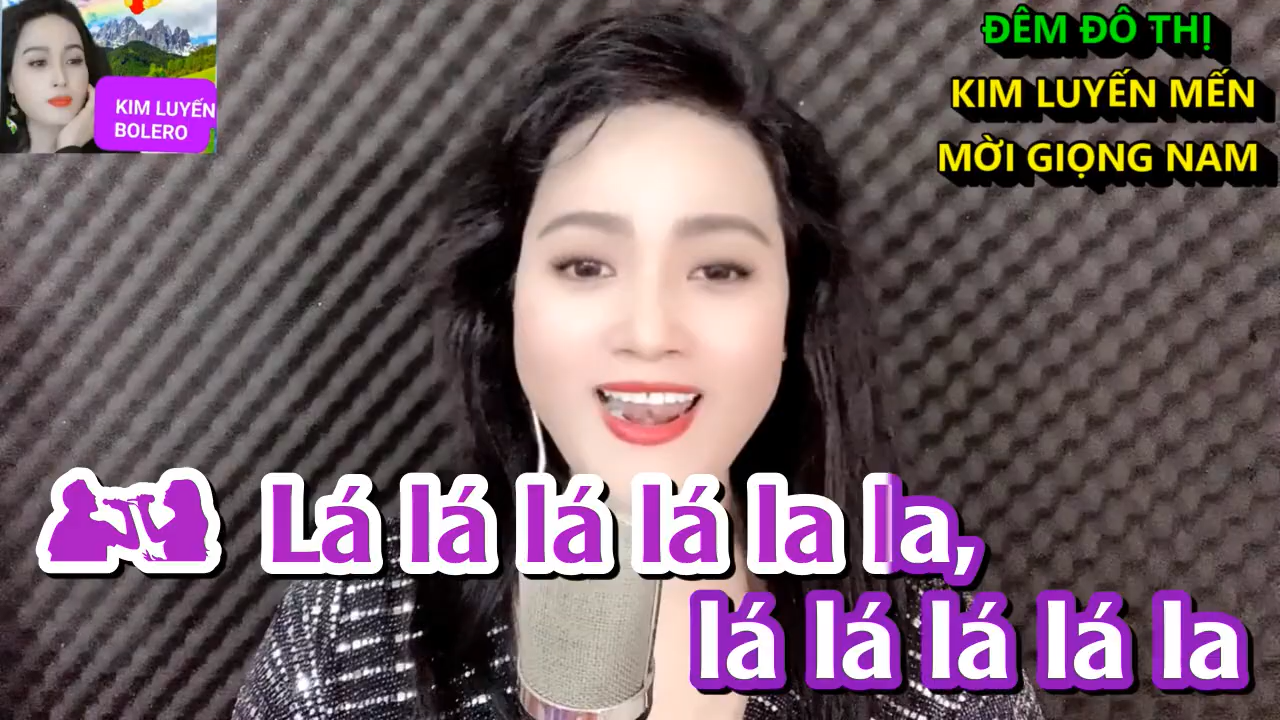 KIM LUYẾN
BOLERO
ĐÊM ĐÔ THỊ
KIM LUYẾN MẾN
MỜI GIỌNG NAM
Lá lá lá lá la la,
lá lá lá lá la